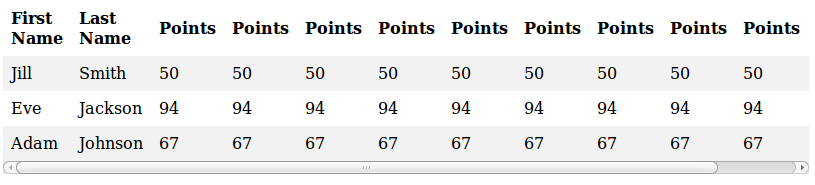 First Name Last Name Points Points Points Points Points Points Points Points Points
Jill Smith 50 50 50 50 50 50 50 50 50
Eve Jackson 94 94 94 94 94 94 94 94 94
Adam Johnson 67 67 67 67 67 67 67 67 67